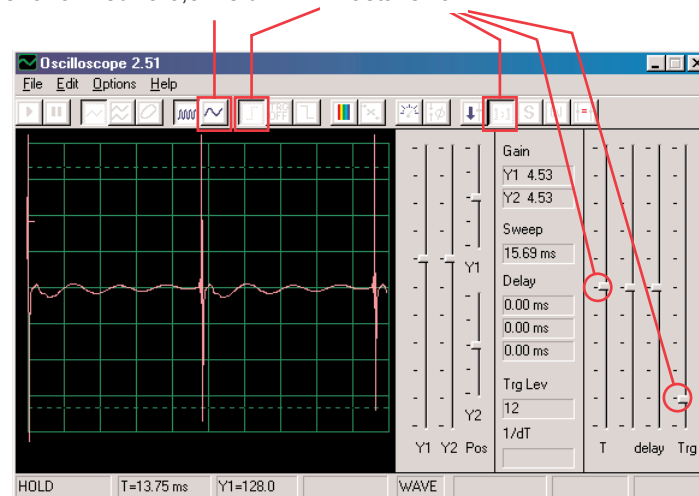 Oscilloscope 2.51
File Edit Options Help
TRG
OFF
S
Gain
Y1 4.53
Y2 4.53
Sweep
15.69 ms
Delay
0.00 ms
0.00 ms
0.00 ms
Trg Lev
12
1/dT
Y1
Y2
Y1 Y2 Pos
T delay Trg
HOLD T=13.75 ms Y1=128.0 WAVE